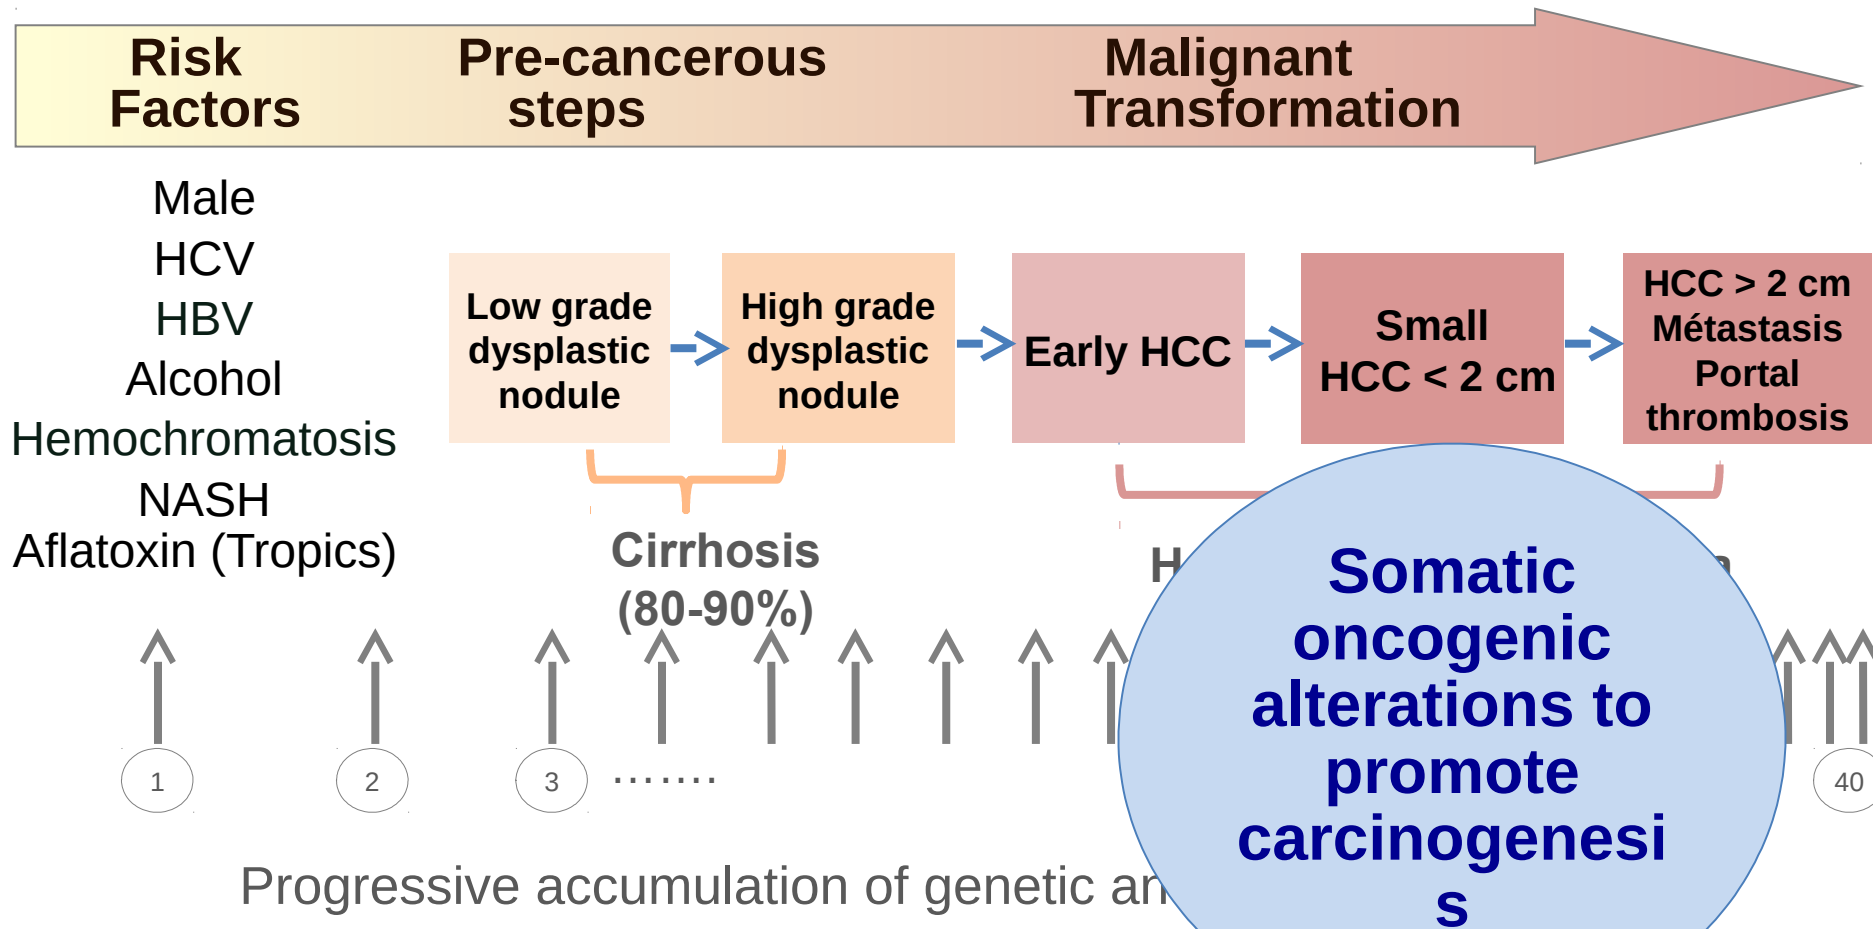 Risk
Factors
Pre-cancerous
steps
Malignant
Transformation
Male
HCV
HBV
Alcohol
Hemochromatosis
NASH
Aflatoxin (Tropics)
Low grade
dysplastic
nodule
High grade
dysplastic
nodule
Early HCC
Small
HCC < 2 cm
HCC > 2 cm
Métastasis
Portal
thrombosis
Cirrhosis
(80-90%)
Somatic
oncogenic
alterations to
promote
carcinogenesi
s
1
2
3
.......
40
Progressive accumulation of genetic